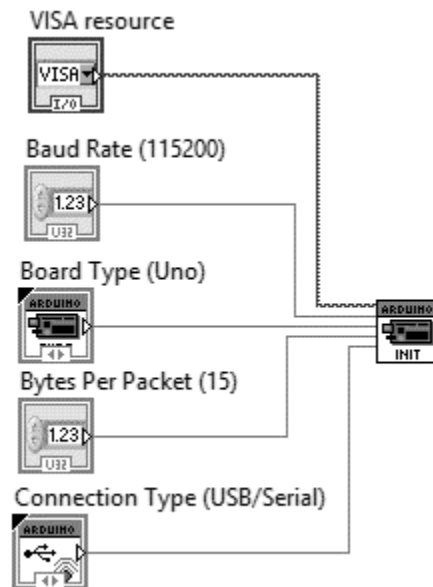 VISA resource
VISA
I/O
Baud Rate (115200)
1.23
U32
Board Type (Uno)
ARDUINO
ARDUINO
INIT
Bytes Per Packet (15)
1.23
U32
Connection Type (USB/Serial)
ARDUINO